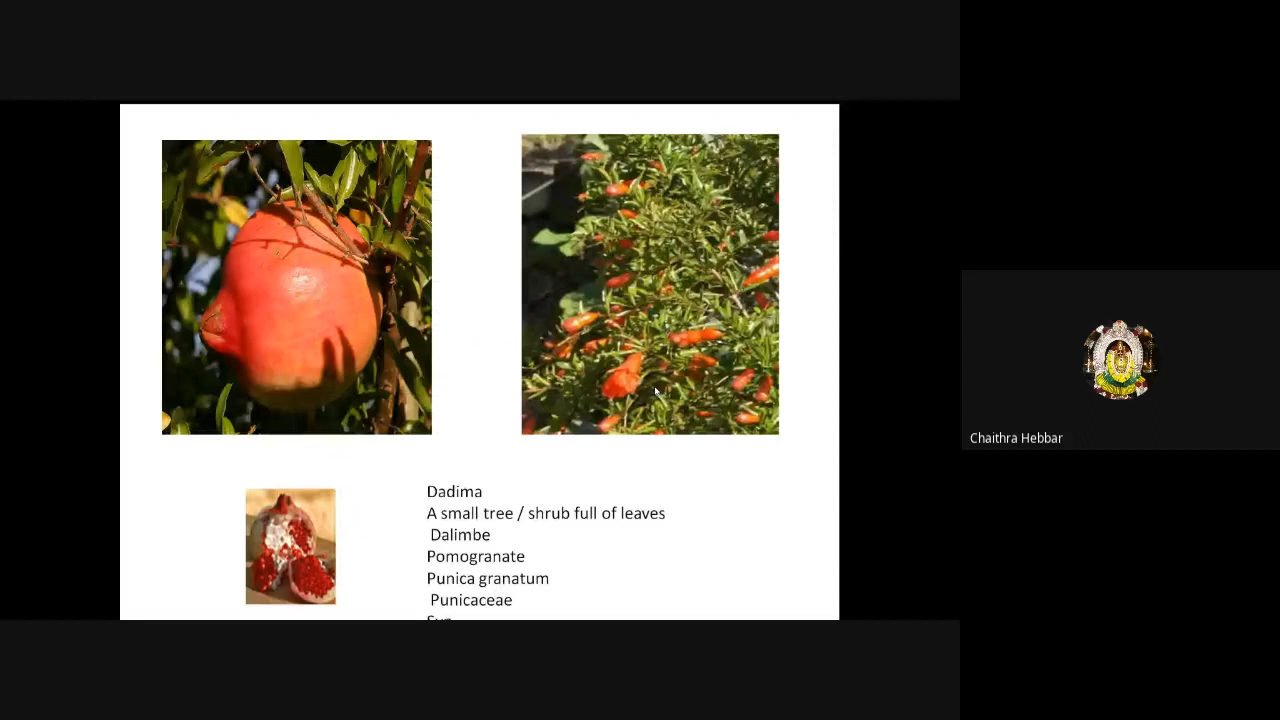 Dadima
A small tree / shrub full of leaves
Dalimbe
Pomogranate
Punica granatum
Punicaceae
Chaithra Hebbar